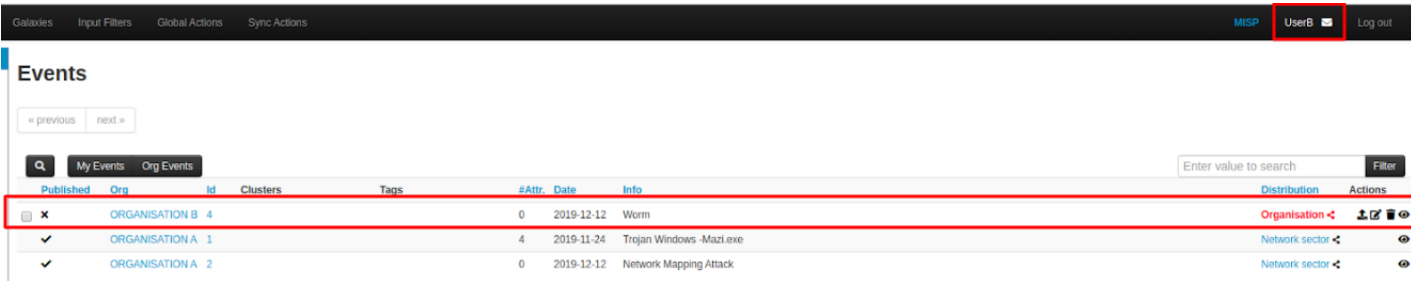 Galaxies Input Filters Global Actions Sync Actions MISP UserB Log out
Events
« previous next »
My Events Org Events Enter value to search Filter
Published Org Id Clusters Tags #Attr. Date Info Distribution Actions
ORGANISATION B 4 0 2019-12-12 Worm Organisation
ORGANISATION A 1 4 2019-11-24 Trojan Windows -Mazi.exe Network sector
ORGANISATION A 2 0 2019-12-12 Network Mapping Attack Network sector